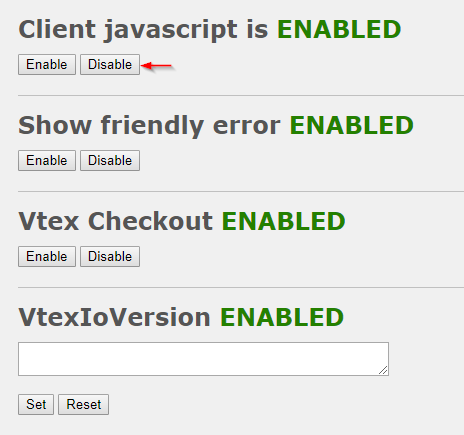 Client javascript is ENABLED
Enable Disable
Show friendly error ENABLED
Enable Disable
Vtex Checkout ENABLED
Enable Disable
VtexIoVersion ENABLED
Set Reset